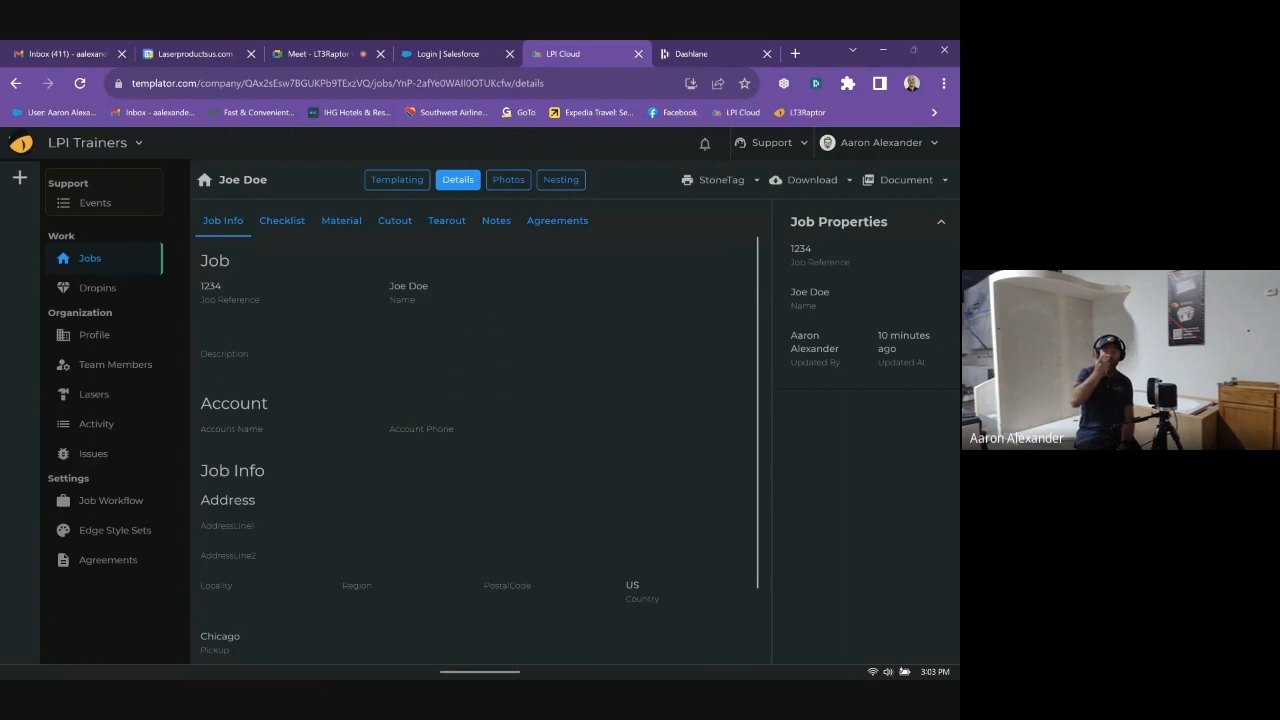 Inbox (411) - aalexand
Laserproductsus.com
Meet - LT3Raptor
Login | Salesforce
LPI Cloud
Dashlane
templator.com/company/QAx2sEsw7BGUKPb9TExzVQ/jobs/YnP-2afYe0WAII0OTUKcfw/details
User: Aaron Alexa...
Inbox - aalexande...
Fast & Convenient...
IHG Hotels & Res...
Southwest Airline...
GoTo
Expedia Travel: Se...
Facebook
LPI Cloud
LT3Raptor
LPI Trainers
Support
Aaron Alexander
Support
Events
Work
Jobs
Dropins
Organization
Profile
Team Members
Lasers
Activity
Issues
Settings
Job Workflow
Edge Style Sets
Agreements
Joe Doe
Templating
Details
Photos
Nesting
StoneTag
Download
Document
Job Info
Checklist
Material
Cutout
Tearout
Notes
Agreements
Job
1234
Job Reference
Joe Doe
Name
Description
Account
Account Name
Account Phone
Job Info
Address
AddressLine1
AddressLine2
Locality
Region
PostalCode
US
Country
Chicago
Pickup
Job Properties
1234
Job Reference
Joe Doe
Name
Aaron
Alexander
Updated By
10 minutes
ago
Updated At
3:03 PM
Aaron Alexander